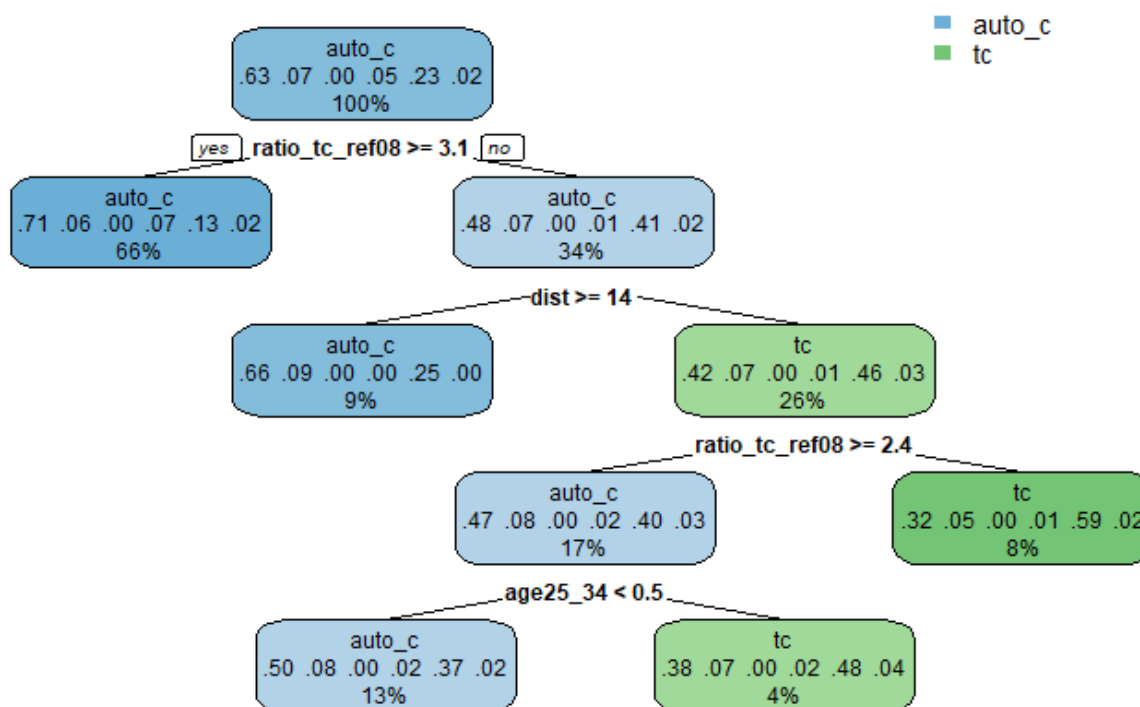 auto_c
tc
auto_c
.63 .07 .00 .05 .23 .02
100%
yes ratio_tc_ref08 >= 3.1 no
auto_c
.71 .06 .00 .07 .13 .02
66%
auto_c
.48 .07 .00 .01 .41 .02
34%
dist >= 14
auto_c
.66 .09 .00 .00 .25 .00
9%
tc
.42 .07 .00 .01 .46 .03
26%
ratio_tc_ref08 >= 2.4
auto_c
.47 .08 .00 .02 .40 .03
17%
tc
.32 .05 .00 .01 .59 .02
8%
age25_34 < 0.5
auto_c
.50 .08 .00 .02 .37 .02
13%
tc
.38 .07 .00 .02 .48 .04
4%